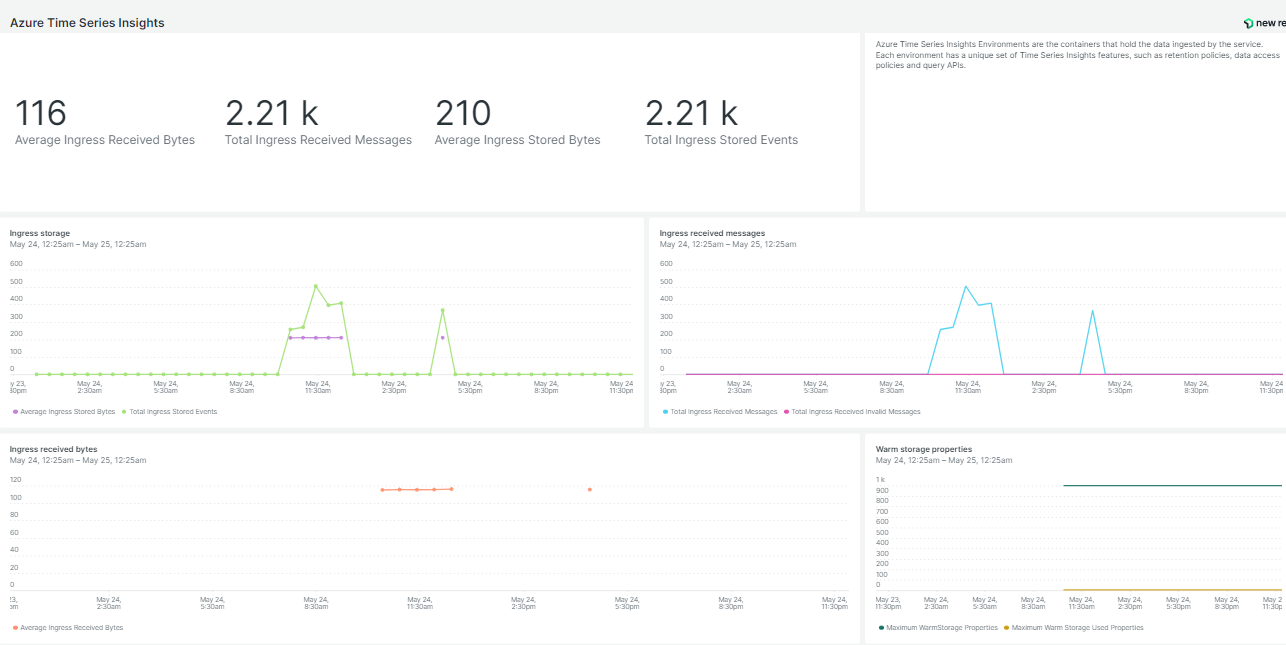 Azure Time Series Insights
new re
116
2.21 k
210
2.21 k
Average Ingress Received Bytes
Total Ingress Received Messages
Average Ingress Stored Bytes
Total Ingress Stored Events
Azure Time Series Insights Environments are the containers that hold the data ingested by the service.
Each environment has a unique set of Time Series Insights features, such as retention policies, data access
policies and query APIs.
Ingress storage
May 24, 12:25am – May 25, 12:25am
600
500
400
300
200
100
0
y 23,
30pm
May 24,
2:30am
May 24,
5:30am
May 24,
8:30am
May 24,
11:30am
May 24,
2:30pm
May 24,
5:30pm
May 24,
8:30pm
May 24
11:30pm
Average Ingress Stored Bytes
Total Ingress Stored Events
Ingress received messages
May 24, 12:25am – May 25, 12:25am
600
500
400
300
200
100
0
y 23,
30pm
May 24,
2:30am
May 24,
5:30am
May 24,
8:30am
May 24,
11:30am
May 24,
2:30pm
May 24,
5:30pm
May 24,
8:30pm
May 24
11:30pm
Total Ingress Received Messages
Total Ingress Received Invalid Messages
Ingress received bytes
May 24, 12:25am – May 25, 12:25am
120
100
80
60
40
20
0
May 24,
2:30am
May 24,
5:30am
May 24,
8:30am
May 24,
11:30am
May 24,
2:30pm
May 24,
5:30pm
May 24,
8:30pm
May 24,
11:30pm
Average Ingress Received Bytes
Warm storage properties
May 24, 12:25am – May 25, 12:25am
1 k
900
800
700
600
500
400
300
200
100
0
May 23,
11:30pm
May 24,
2:30am
May 24,
5:30am
May 24,
8:30am
May 24,
11:30am
May 24,
2:30pm
May 24,
5:30pm
May 24,
8:30pm
May 2
11:30p
Maximum WarmStorage Properties
Maximum Warm Storage Used Properties